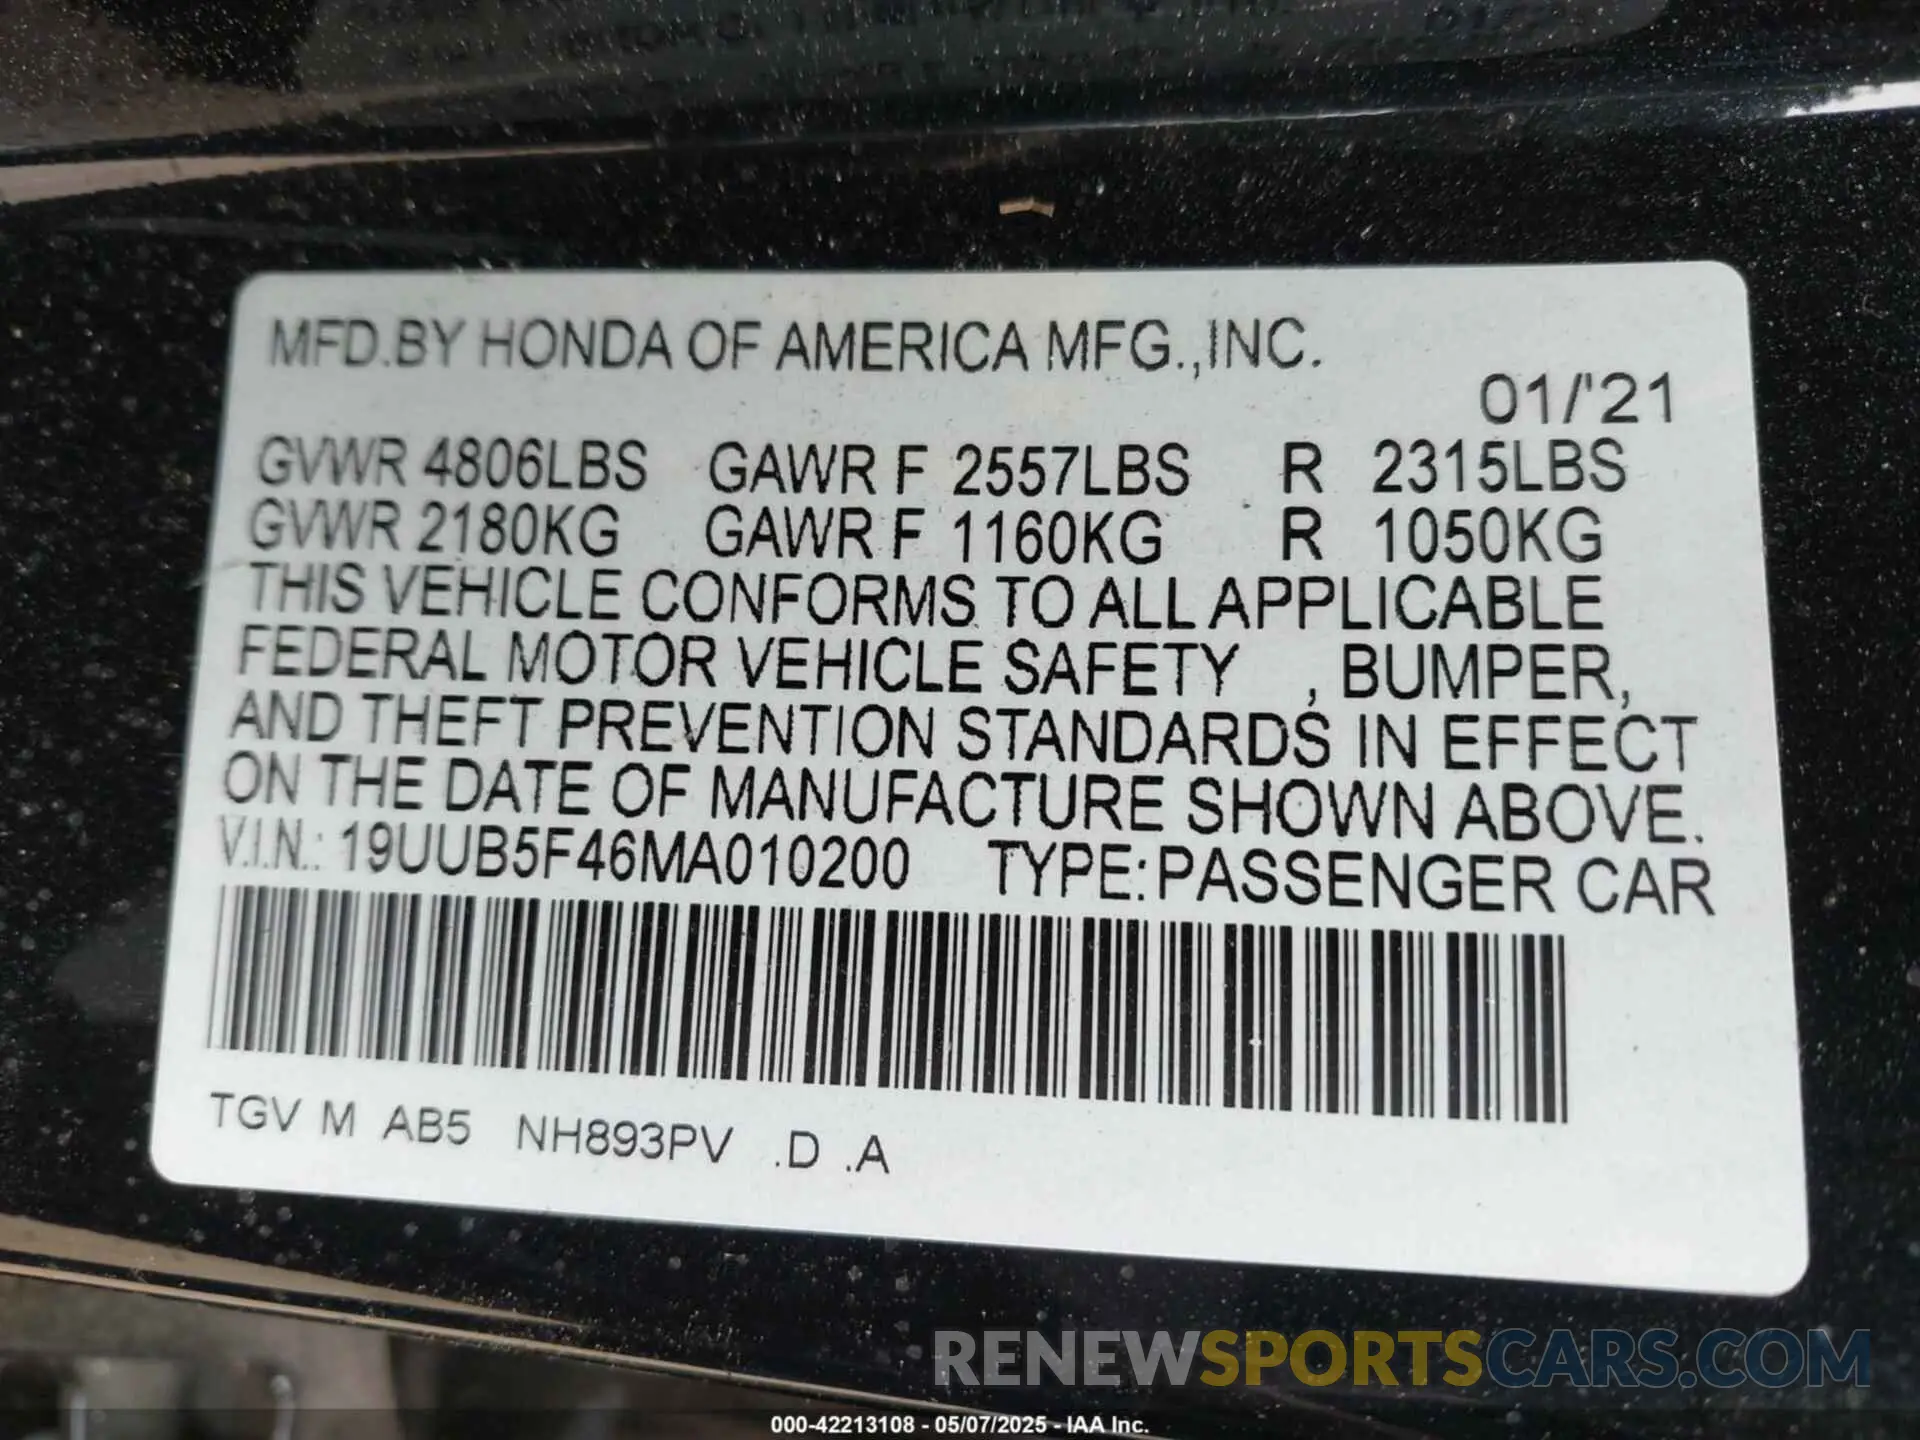 MFD.BY HONDA OF AMERICA MFG.,INC.
01/'21
GVWR 4806LBS GAWR F 2557LBS R 2315LBS
GVWR 2180KG GAWR F 1160KG R 1050KG
THIS VEHICLE CONFORMS TO ALL APPLICABLE
FEDERAL MOTOR VEHICLE SAFETY , BUMPER,
AND THEFT PREVENTION STANDARDS IN EFFECT
ON THE DATE OF MANUFACTURE SHOWN ABOVE.
V.I.N.: 19UUB5F46MA010200 TYPE:PASSENGER CAR
TGV M AB5 NH893PV .D .A
RENEWSPORTSCARS.COM
000-42213108 - 05/07/2025 - IAA Inc.